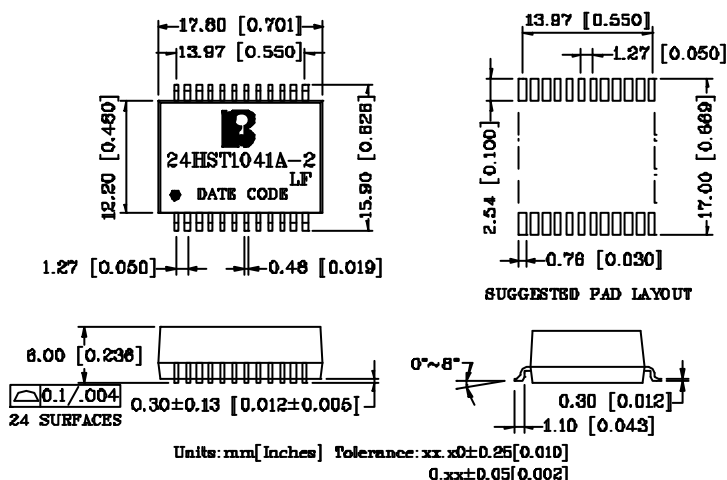 17.80 [0.701]
13.97 [0.550]
12.20 [0.480]
15.90 [0.626]
24HST1041A-2
LF
DATE CODE
1.27 [0.050]
0.48 [0.019]
13.97 [0.550]
1.27 [0.050]
2.54 [0.100]
17.00 [0.669]
0.76 [0.030]
SUGGESTED PAD LAYOUT
6.00 [0.236]
0.1/.004
24 SURFACES
0.30±0.13 [0.012±0.005]
0°~8°
0.30 [0.012]
1.10 [0.043]
Units:mm[Inches] Tolerance:xx.x0±0.25[0.010]
0.xx±0.05[0.002]